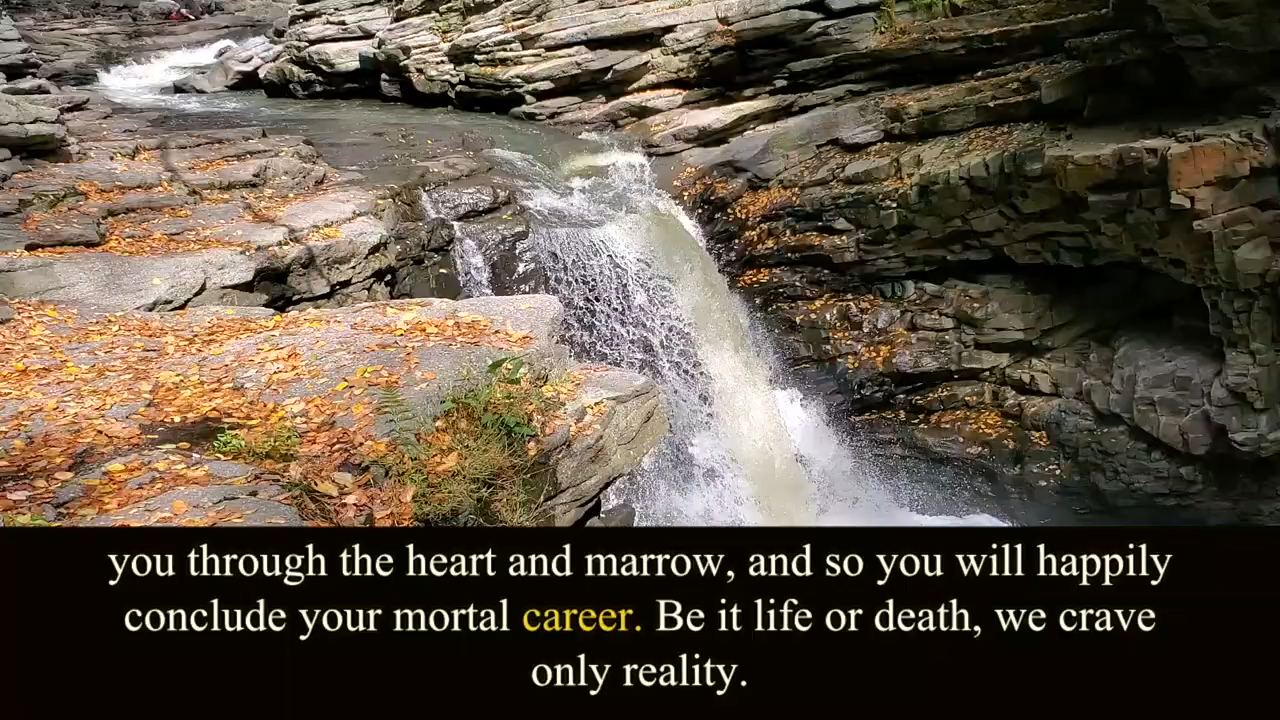 you through the heart and marrow, and so you will happily
conclude your mortal career. Be it life or death, we crave
only reality.